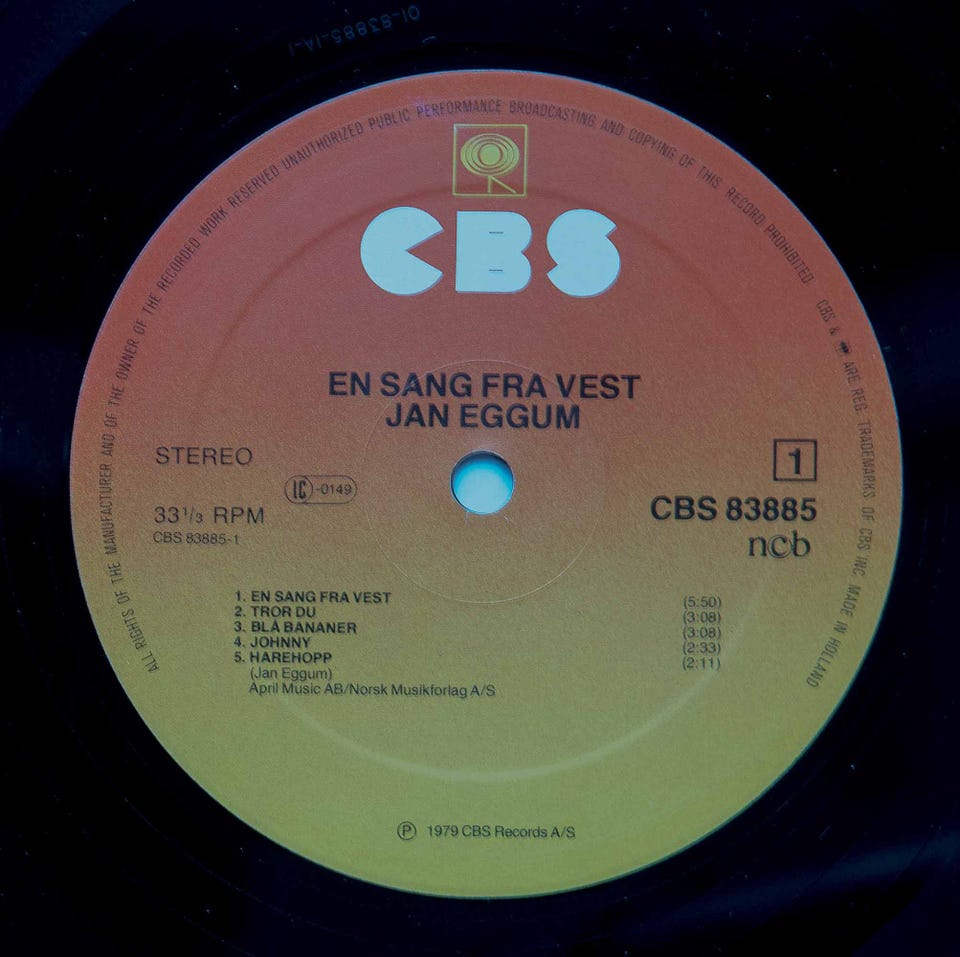 01-83885-1A-1
ALL RIGHTS OF THE MANUFACTURER AND OF THE OWNER OF THE RECORDED WORK RESERVED UNAUTHORIZED PUBLIC PERFORMANCE BROADCASTING AND COPYING OF THIS RECORD PROHIBITED CBS & ARE REG. TRADEMARKS OF CBS INC. MADE IN HOLLAND
CBS
EN SANG FRA VEST
JAN EGGUM
STEREO
1
LC-0149
33 1/3 RPM
CBS 83885
CBS 83885-1
ncb
1. EN SANG FRA VEST (5:50)
2. TROR DU (3:08)
3. BLÅ BANANER (3:08)
4. JOHNNY (2:33)
5. HAREHOPP (2:11)
(Jan Eggum)
April Music AB/Norsk Musikforlag A/S
℗ 1979 CBS Records A/S